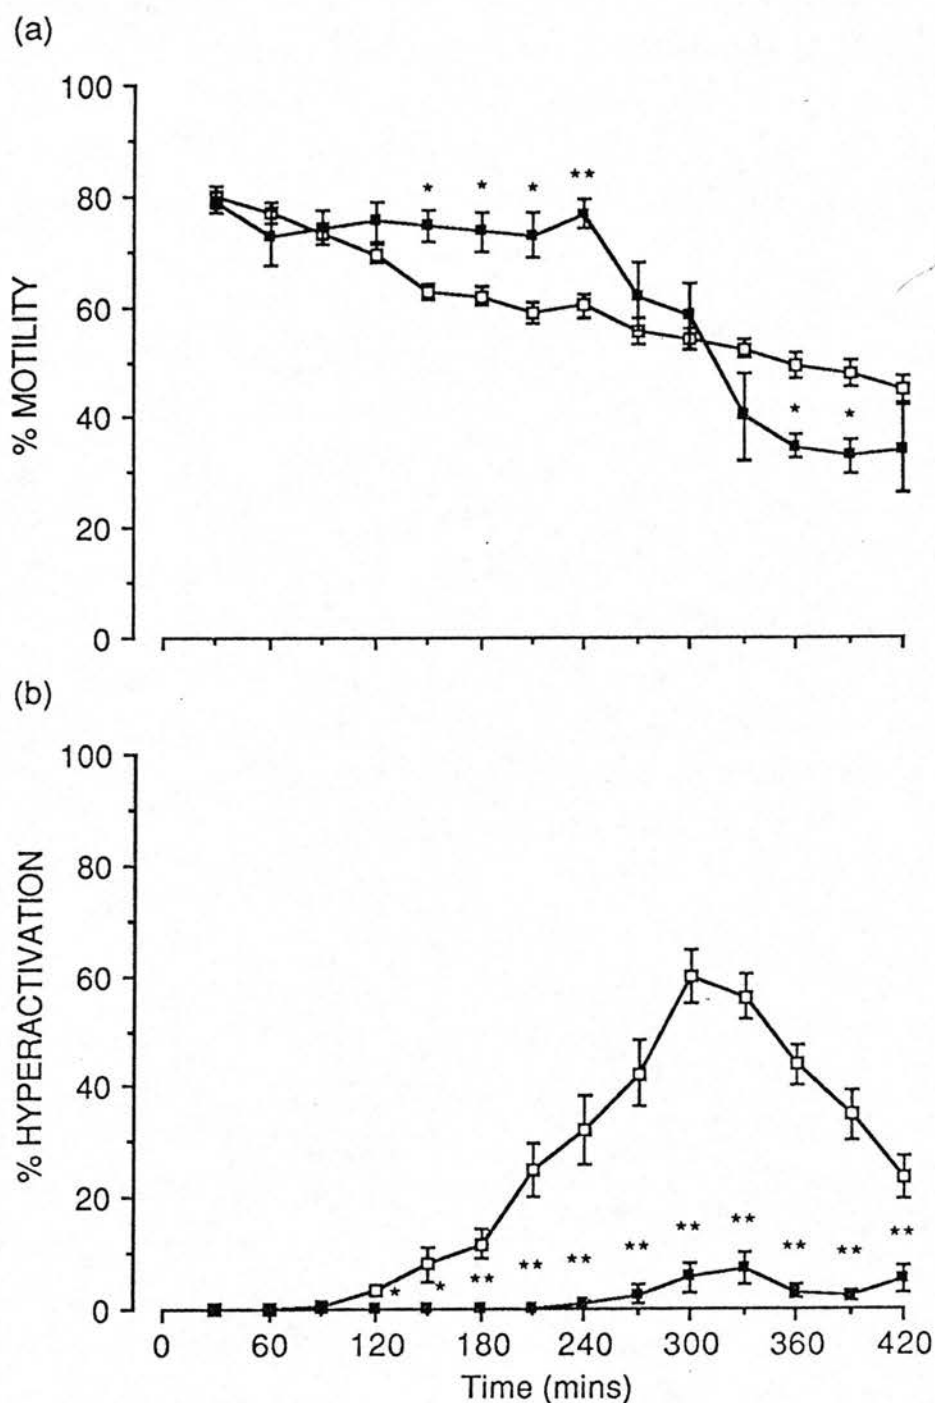 (a)
100
80
60
40
20
0
% MOTILITY
* * * **
* *
(b)
100
80
60
40
20
0
% HYPERACTIVATION
* * ** ** ** ** ** ** ** ** **
0 60 120 180 240 300 360 420
Time (mins)